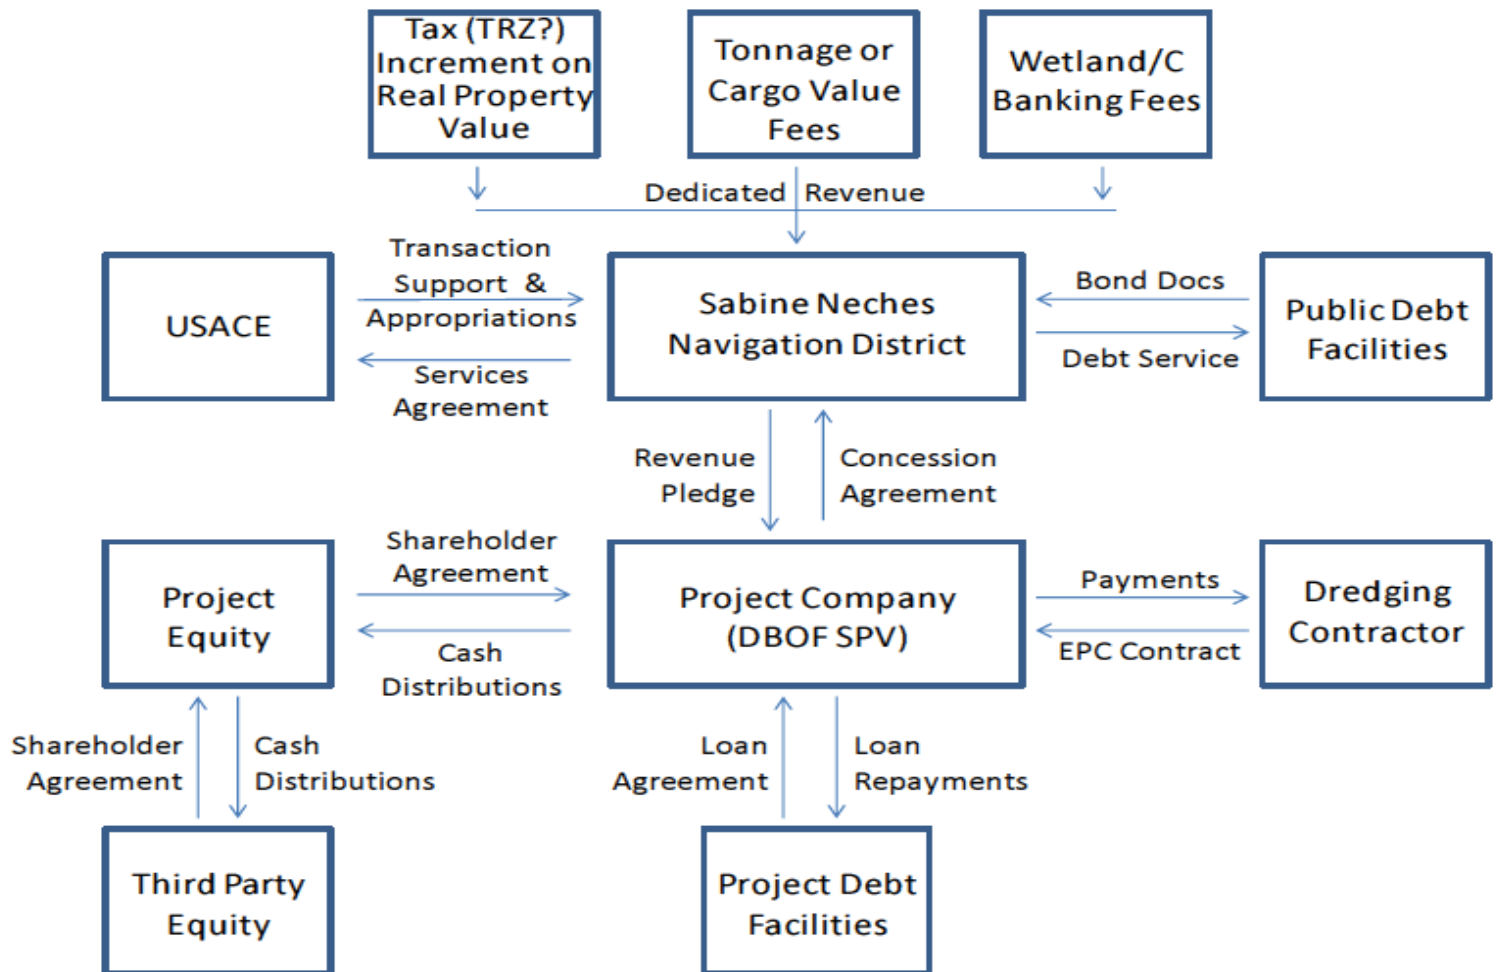 Tax (TRZ?)
Increment on
Real Property
Value
Tonnage or
Cargo Value
Fees
Wetland/C
Banking Fees
Dedicated Revenue
USACE
Transaction
Support &
Appropriations
Services
Agreement
Sabine Neches
Navigation District
Bond Docs
Debt Service
Public Debt
Facilities
Revenue
Pledge
Concession
Agreement
Project
Equity
Shareholder
Agreement
Cash
Distributions
Project Company
(DBOF SPV)
Payments
EPC Contract
Dredging
Contractor
Shareholder
Agreement
Cash
Distributions
Loan
Agreement
Loan
Repayments
Third Party
Equity
Project Debt
Facilities